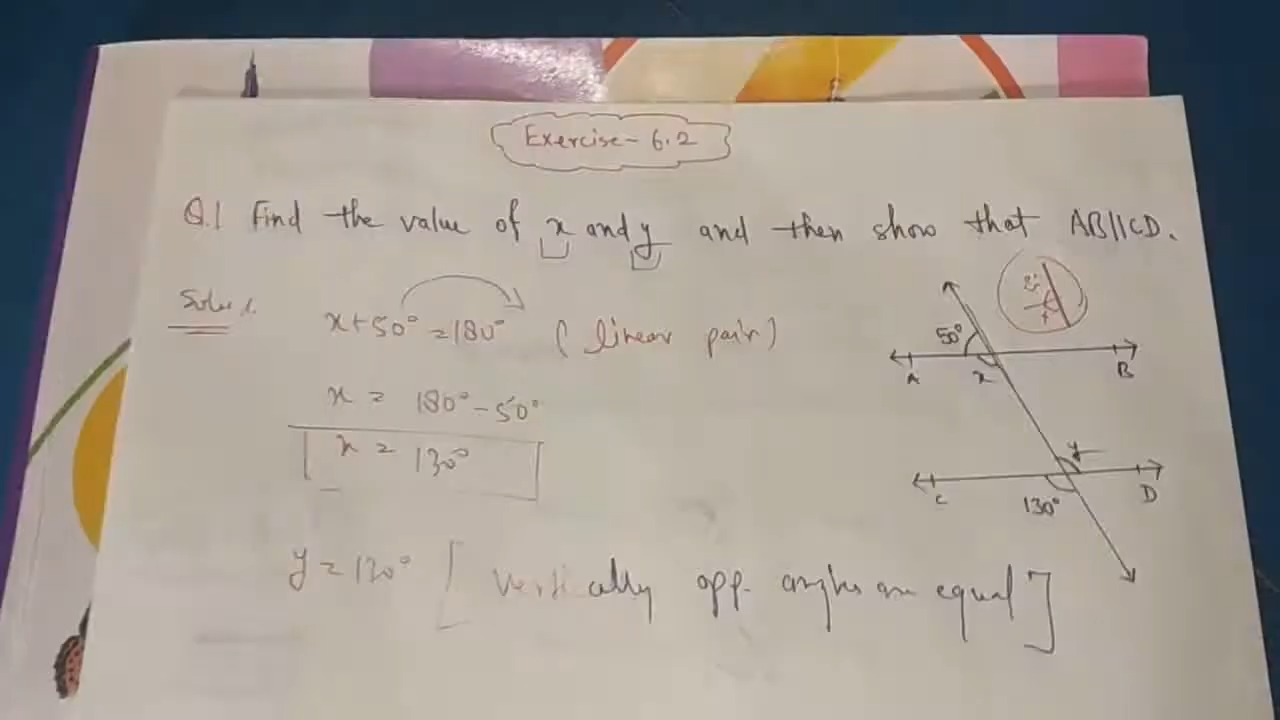 Exercise - 6.2
Q.1 Find the value of x and y and then show that AB||CD.
Soln:
x+50°=180° (linear pair)
x = 180°-50°
x = 130°
y = 130° [vertically opp. angles are equal]
50°
A
x
B
y
C
130°
D